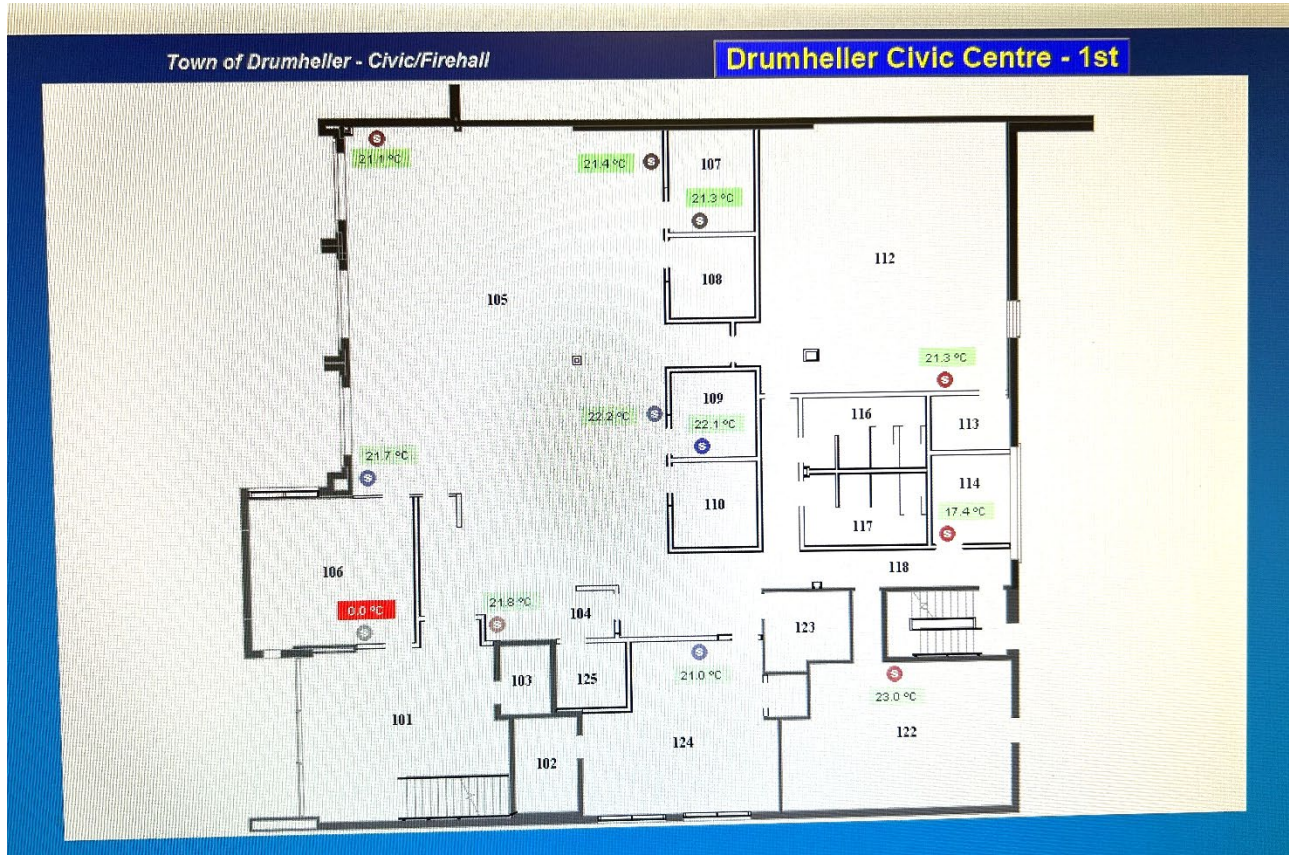 Town of Drumheller - Civic/Firehall
Drumheller Civic Centre - 1st
S
21.1 °C
21.4 °C
S
107
21.3 °C
S
112
108
105
21.3 °C
S
109
22.2 °C
S
22.1 °C
S
116
113
21.7 °C
S
110
114
17.4 °C
S
117
106
118
0.0 °C
S
21.8 °C
S
104
123
S
21.0 °C
103
125
S
23.0 °C
101
122
124
102